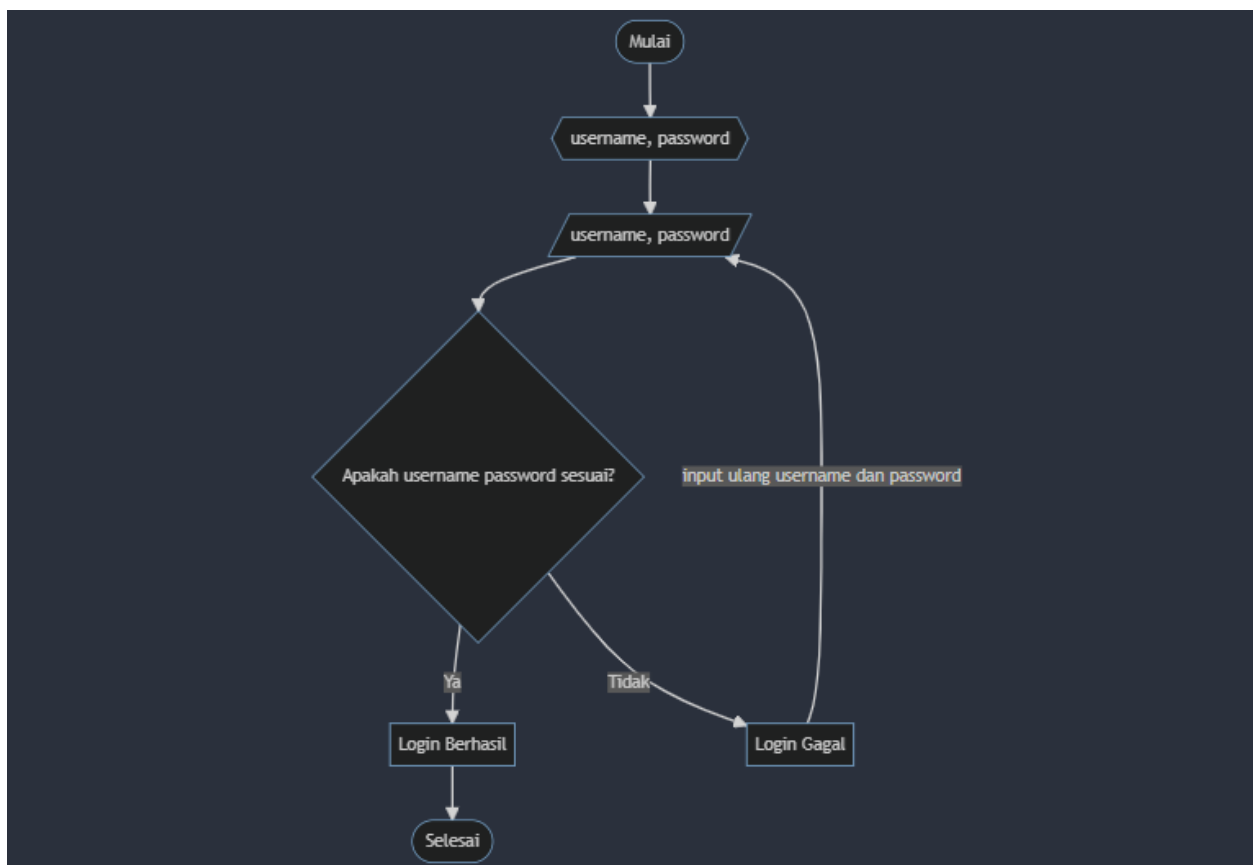 Mulai
username, password
username, password
Apakah username password sesuai?
input ulang username dan password
Ya
Tidak
Login Berhasil
Login Gagal
Selesai